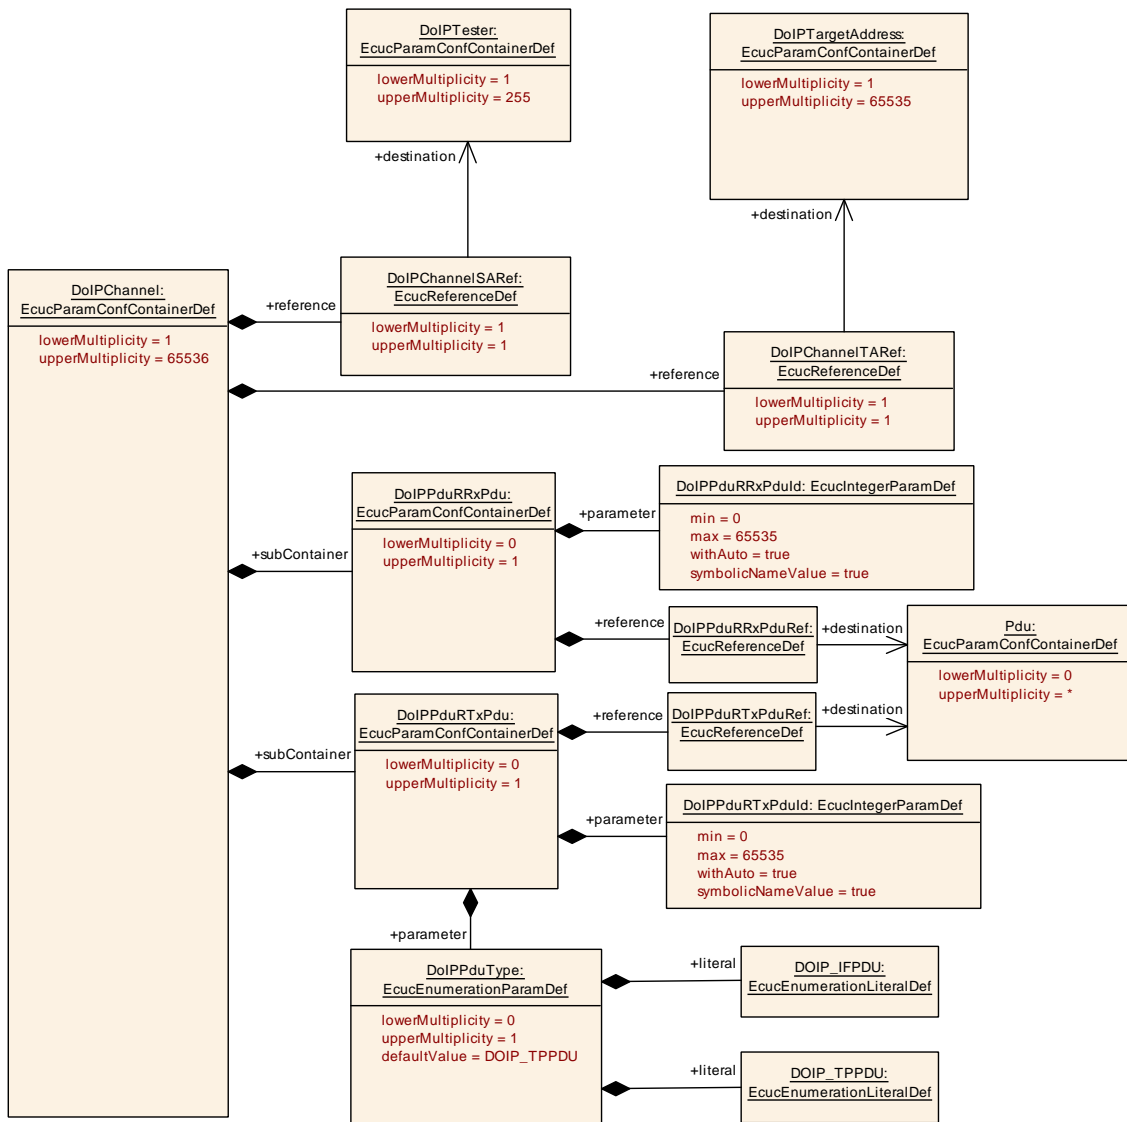 DoIPTester:
EcucParamConfContainerDef
lowerMultiplicity = 1
upperMultiplicity = 255
DoIPTargetAddress:
EcucParamConfContainerDef
lowerMultiplicity = 1
upperMultiplicity = 65535
+destination
+destination
DoIPChannel:
EcucParamConfContainerDef
lowerMultiplicity = 1
upperMultiplicity = 65536
+reference
DoIPChannelSARef:
EcucReferenceDef
lowerMultiplicity = 1
upperMultiplicity = 1
+reference
DoIPChannelTARef:
EcucReferenceDef
lowerMultiplicity = 1
upperMultiplicity = 1
+subContainer
DoIPPduRRxPdu:
EcucParamConfContainerDef
lowerMultiplicity = 0
upperMultiplicity = 1
+parameter
DoIPPduRRxPduId: EcucIntegerParamDef
min = 0
max = 65535
withAuto = true
symbolicNameValue = true
+reference
DoIPPduRRxPduRef:
EcucReferenceDef
+destination
Pdu:
EcucParamConfContainerDef
lowerMultiplicity = 0
upperMultiplicity = *
+subContainer
DoIPPduRTxPdu:
EcucParamConfContainerDef
lowerMultiplicity = 0
upperMultiplicity = 1
+reference
DoIPPduRTxPduRef:
EcucReferenceDef
+destination
+parameter
DoIPPduRTxPduId: EcucIntegerParamDef
min = 0
max = 65535
withAuto = true
symbolicNameValue = true
+parameter
DoIPPduType:
EcucEnumerationParamDef
lowerMultiplicity = 0
upperMultiplicity = 1
defaultValue = DOIP_TPPDU
+literal
DOIP_IFPDU:
EcucEnumerationLiteralDef
+literal
DOIP_TPPDU:
EcucEnumerationLiteralDef